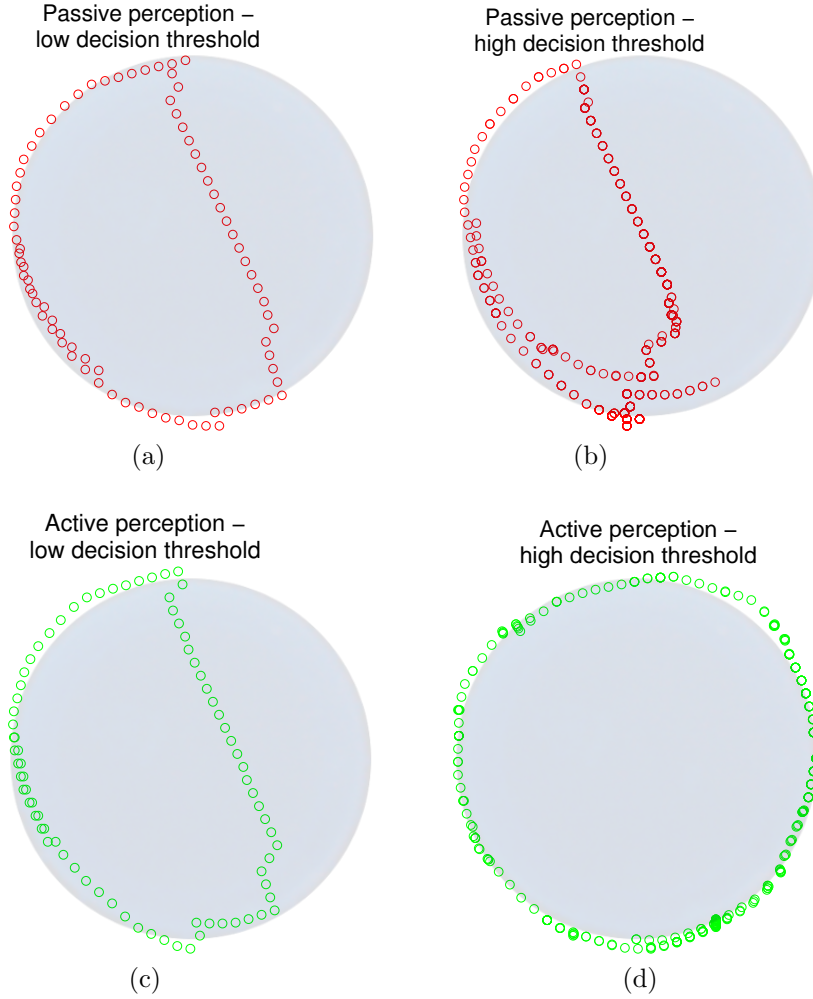 Passive perception –
low decision threshold
Passive perception –
high decision threshold
(a)
(b)
Active perception –
low decision threshold
Active perception –
high decision threshold
(c)
(d)